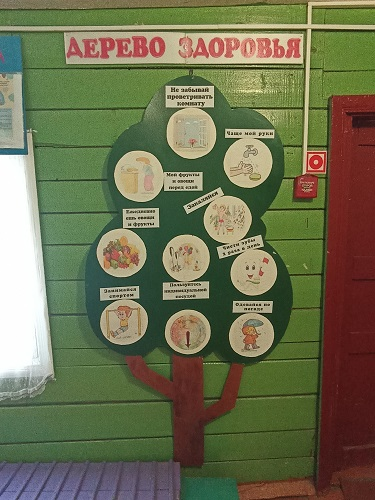 ДЕРЕВО ЗДОРОВЬЯ
Не забывай
проветривать
комнату
Чаще мой руки
Мой фрукты
и овощи
перед едой
Закаляйся
Ежедневно
ешь овощи
и фрукты
Чисти зубы
2 раза в день
Занимайся
спортом
Пользуйтесь
индивидуальной
посудой
Одевайся по
погоде